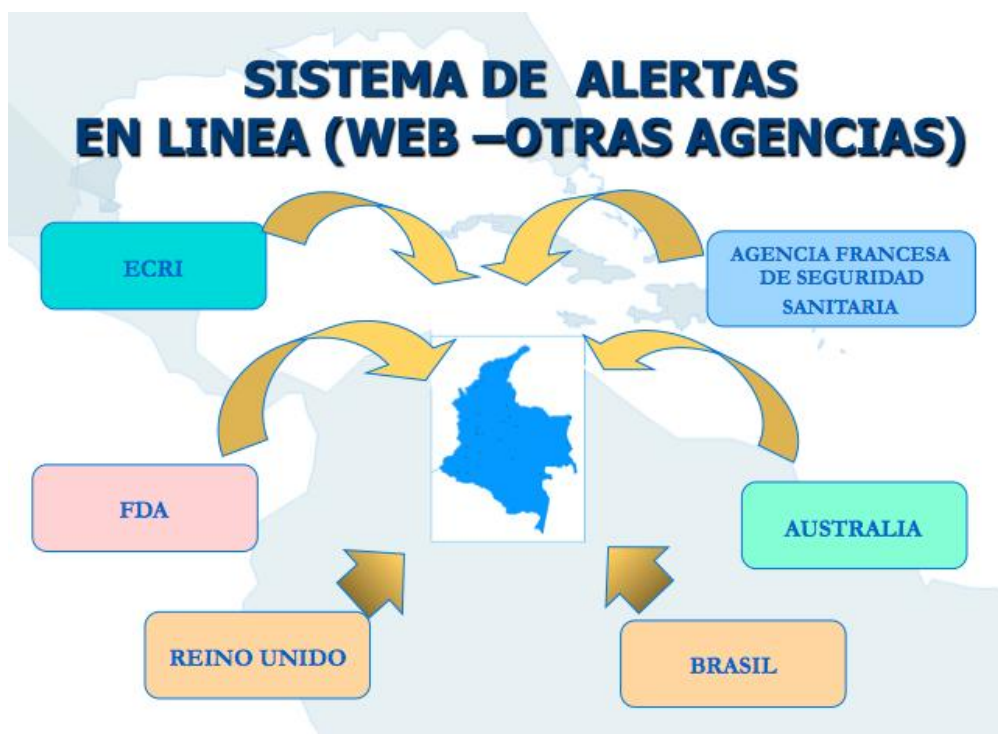 SISTEMA DE ALERTAS
EN LINEA (WEB –OTRAS AGENCIAS)
ECRI
AGENCIA FRANCESA
DE SEGURIDAD
SANITARIA
FDA
AUSTRALIA
REINO UNIDO
BRASIL